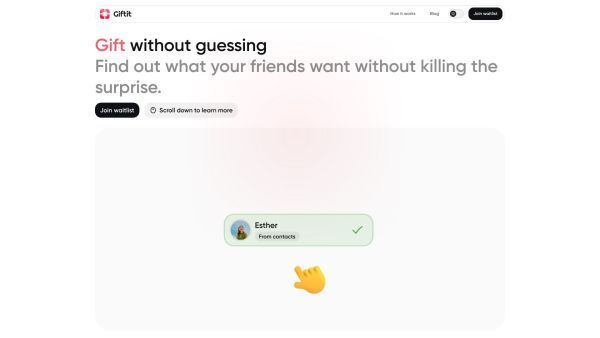 Giftit
How it works
Blog
Join waitlist
Gift without guessing
Find out what your friends want without killing the
surprise.
Join waitlist
Scroll down to learn more
Esther
From contacts